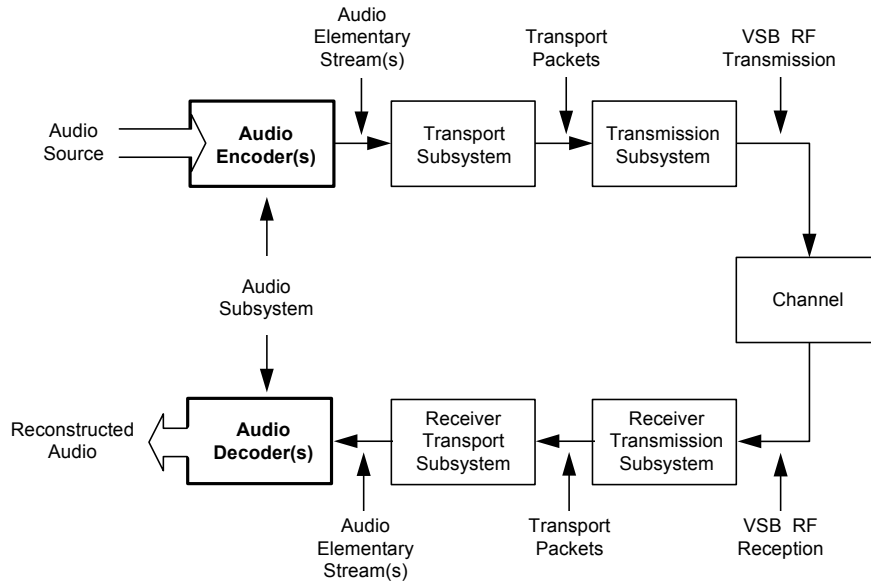 Audio
Elementary
Stream(s)
Transport
Packets
VSB RF
Transmission
Audio
Source
Audio
Encoder(s)
Transport
Subsystem
Transmission
Subsystem
Audio
Subsystem
Channel
Reconstructed
Audio
Audio
Decoder(s)
Receiver
Transport
Subsystem
Receiver
Transmission
Subsystem
Audio
Elementary
Stream(s)
Transport
Packets
VSB RF
Reception